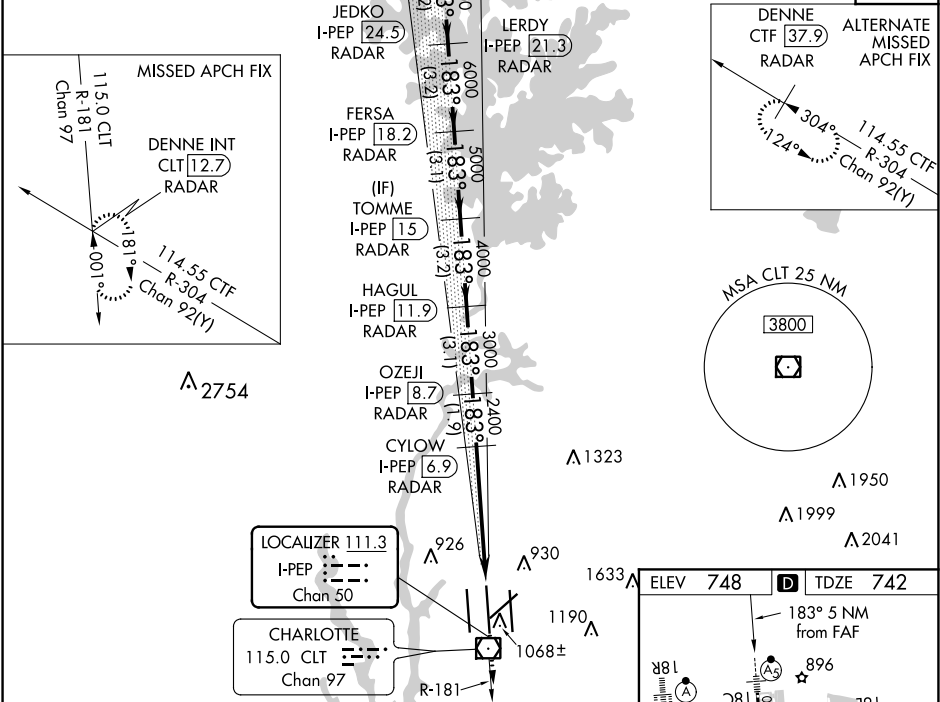 JEDKO
I-PEP 24.5
RADAR
LERDY
I-PEP 21.3
RADAR
DENNE
CTF 37.9
RADAR
ALTERNATE
MISSED
APCH FIX
304°
124°
114.55 CTF
R-304
Chan 92(Y)
MISSED APCH FIX
115.0 CLT
R-181
Chan 97
DENNE INT
CLT 12.7
RADAR
181°
001°
114.55 CTF
R-304
Chan 92(Y)
183°
6000
(3.2)
FERSA
I-PEP 18.2
RADAR
183°
5000
(3.1)
(IF)
TOMME
I-PEP 15
RADAR
183°
4000
(3.2)
HAGUL
I-PEP 11.9
RADAR
183°
3000
(3.1)
OZEJI
I-PEP 8.7
RADAR
183°
2400
(1.9)
CYLOW
I-PEP 6.9
RADAR
MSA CLT 25 NM
3800
2754
1323
1950
1999
2041
926
930
1633
1190
1068±
LOCALIZER 111.3
I-PEP
Chan 50
CHARLOTTE
115.0 CLT
Chan 97
R-181
ELEV 748 D TDZE 742
183° 5 NM
from FAF
18R
A
A5
896
18C